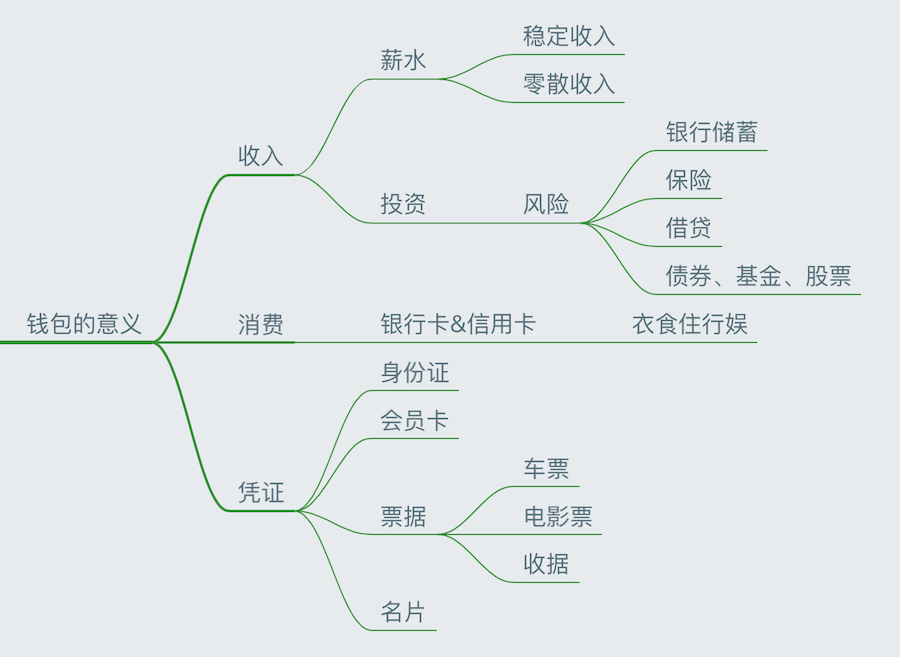 钱包的意义
收入
薪水
稳定收入
零散收入
投资
风险
银行储蓄
保险
借贷
债券、基金、股票
消费
银行卡&信用卡
衣食住行娱
凭证
身份证
会员卡
票据
车票
电影票
收据
名片